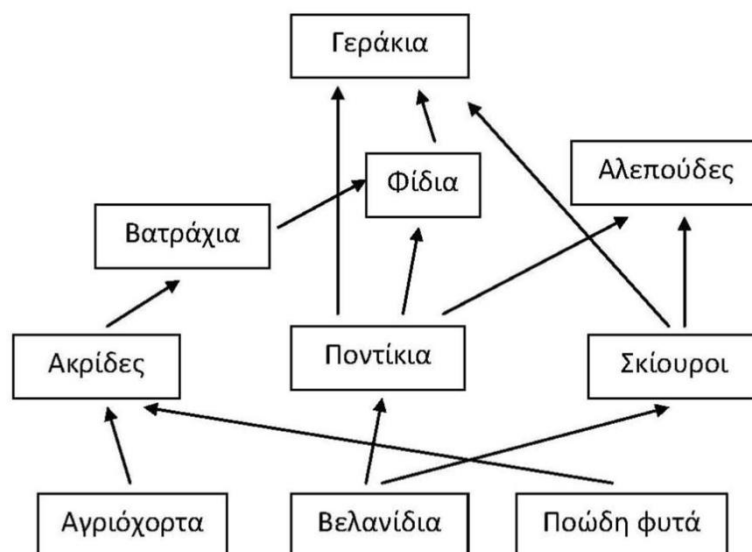 Γεράκια
Φίδια
Αλεπούδες
Βατράχια
Ακρίδες
Ποντίκια
Σκίουροι
Αγριόχορτα
Βελανίδια
Ποώδη φυτά